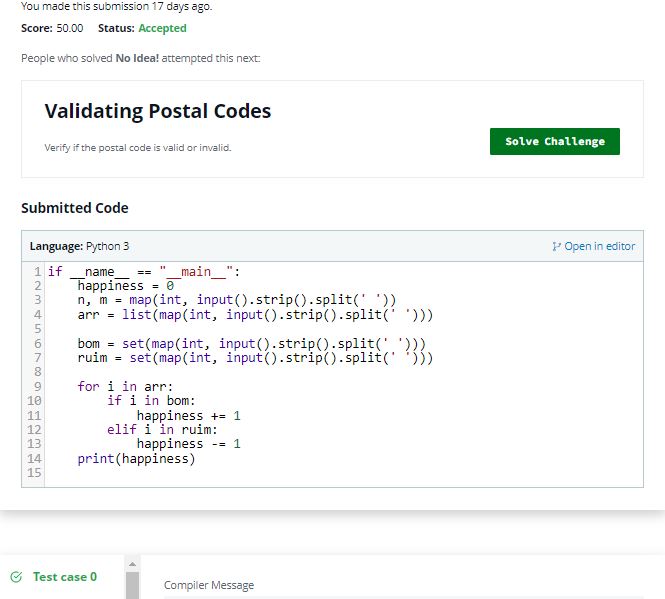 You made this submission 17 days ago.
Score: 50.00 Status: Accepted
People who solved No Idea! attempted this next:
Validating Postal Codes
Verify if the postal code is valid or invalid.
Solve Challenge
Submitted Code
Language: Python 3
Open in editor
1 if __name__ == "__main__":
2     happiness = 0
3     n, m = map(int, input().strip().split(' '))
4     arr = list(map(int, input().strip().split(' ')))
5
6     bom = set(map(int, input().strip().split(' ')))
7     ruim = set(map(int, input().strip().split(' ')))
8
9     for i in arr:
10         if i in bom:
11             happiness += 1
12         elif i in ruim:
13             happiness -= 1
14     print(happiness)
15
Test case 0
Compiler Message